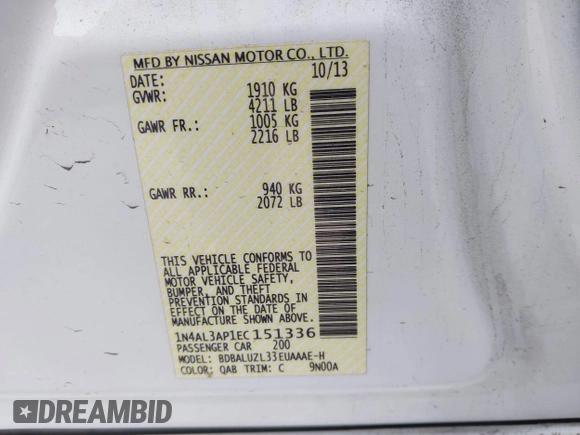 MFD BY NISSAN MOTOR CO., LTD.
DATE: 10/13
GVWR: 1910 KG
4211 LB
GAWR FR.: 1005 KG
2216 LB
GAWR RR.: 940 KG
2072 LB
THIS VEHICLE CONFORMS TO
ALL APPLICABLE FEDERAL
MOTOR VEHICLE SAFETY,
BUMPER, AND THEFT
PREVENTION STANDARDS IN
EFFECT ON THE DATE OF
MANUFACTURE SHOWN ABOVE.
1N4AL3AP1EC151336
PASSENGER CAR 200
MODEL: BDBALUZL33EUAAAE-H
COLOR: QAB TRIM: C 9N00A
DREAMBID